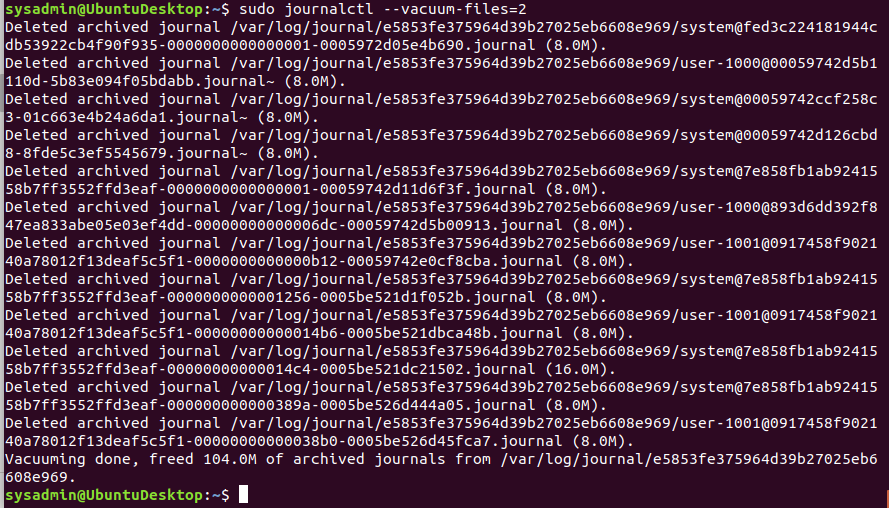 sysadmin@UbuntuDesktop:~$ sudo journalctl --vacuum-files=2
Deleted archived journal /var/log/journal/e5853fe375964d39b27025eb6608e969/system@fed3c224181944c
db53922cb4f90f935-0000000000000001-0005972d05e4b690.journal (8.0M).
Deleted archived journal /var/log/journal/e5853fe375964d39b27025eb6608e969/user-1000@00059742d5b1
110d-5b83e094f05bdabb.journal~ (8.0M).
Deleted archived journal /var/log/journal/e5853fe375964d39b27025eb6608e969/system@00059742ccf258c
3-01c663e4b24a6da1.journal~ (8.0M).
Deleted archived journal /var/log/journal/e5853fe375964d39b27025eb6608e969/system@00059742d126cbd
8-8fde5c3ef5545679.journal~ (8.0M).
Deleted archived journal /var/log/journal/e5853fe375964d39b27025eb6608e969/system@7e858fb1ab92415
58b7ff3552ffd3eaf-0000000000000001-00059742d11d6f3f.journal (8.0M).
Deleted archived journal /var/log/journal/e5853fe375964d39b27025eb6608e969/user-1000@893d6dd392f8
47ea833abe05e03ef4dd-00000000000006dc-00059742d5b00913.journal (8.0M).
Deleted archived journal /var/log/journal/e5853fe375964d39b27025eb6608e969/user-1001@0917458f9021
40a78012f13deaf5c5f1-0000000000000b12-00059742e0cf8cba.journal (8.0M).
Deleted archived journal /var/log/journal/e5853fe375964d39b27025eb6608e969/system@7e858fb1ab92415
58b7ff3552ffd3eaf-0000000000001256-0005be521d1f052b.journal (8.0M).
Deleted archived journal /var/log/journal/e5853fe375964d39b27025eb6608e969/user-1001@0917458f9021
40a78012f13deaf5c5f1-00000000000014b6-0005be521dbca48b.journal (8.0M).
Deleted archived journal /var/log/journal/e5853fe375964d39b27025eb6608e969/system@7e858fb1ab92415
58b7ff3552ffd3eaf-00000000000014c4-0005be521dc21502.journal (16.0M).
Deleted archived journal /var/log/journal/e5853fe375964d39b27025eb6608e969/system@7e858fb1ab92415
58b7ff3552ffd3eaf-000000000000389a-0005be526d444a05.journal (8.0M).
Deleted archived journal /var/log/journal/e5853fe375964d39b27025eb6608e969/user-1001@0917458f9021
40a78012f13deaf5c5f1-00000000000038b0-0005be526d45fca7.journal (8.0M).
Vacuuming done, freed 104.0M of archived journals from /var/log/journal/e5853fe375964d39b27025eb6
608e969.
sysadmin@UbuntuDesktop:~$